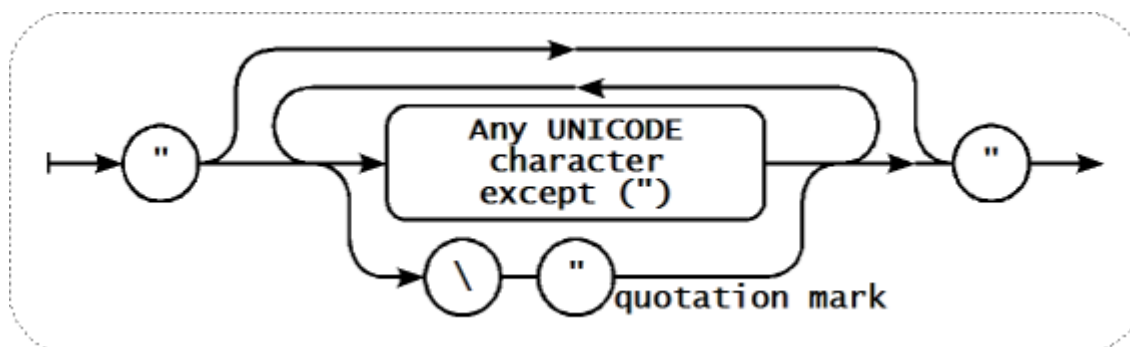 " Any UNICODE "
character
except (")
\ "
quotation mark